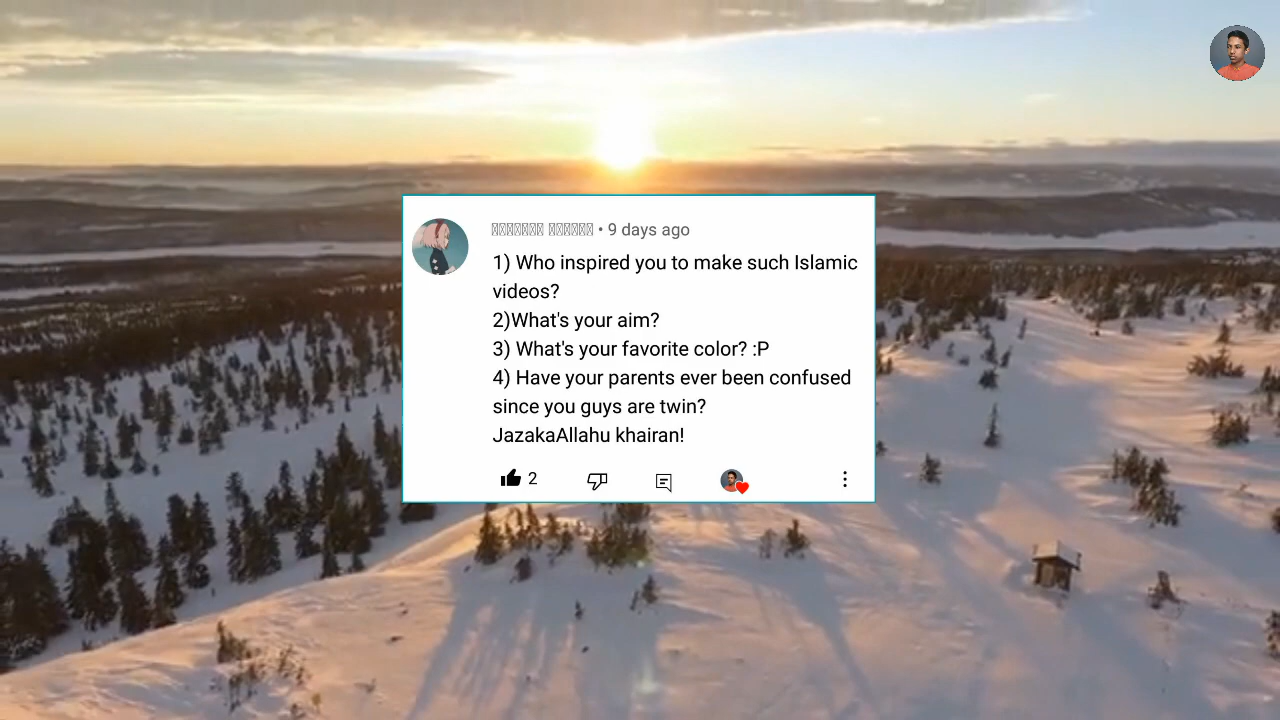 • 9 days ago
1) Who inspired you to make such Islamic
videos?
2)What's your aim?
3) What's your favorite color? :P
4) Have your parents ever been confused
since you guys are twin?
JazakaAllahu khairan!
2